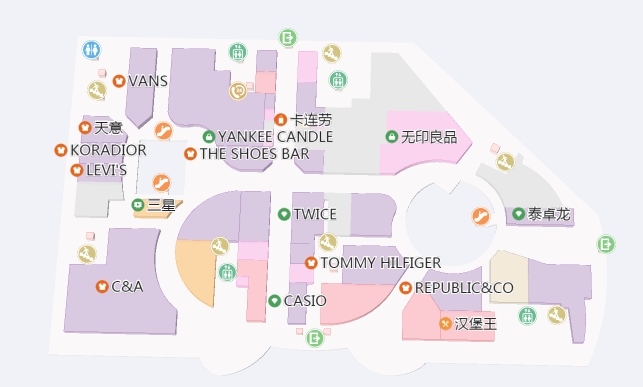 VANS
卡连劳
天意
YANKEE CANDLE
无印良品
KORADIOR
THE SHOES BAR
LEVI'S
三星
TWICE
泰卓龙
TOMMY HILFIGER
C&A
REPUBLIC&CO
CASIO
汉堡王